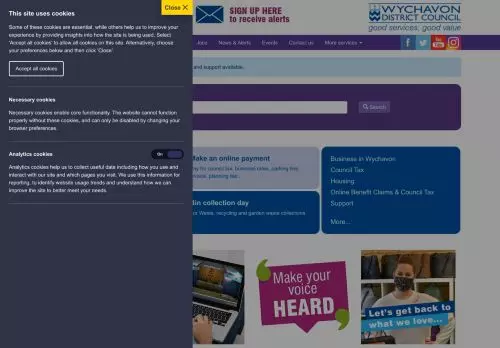 Close ✕
This site uses cookies
Some of these cookies are essential, while others help us to improve your
experience by providing insights into how the site is being used. Select
'Accept all cookies' to allow all cookies on this site. Alternatively, choose
your preferences below and then click 'Close'.
Accept all cookies
Necessary cookies
Necessary cookies enable core functionality. The website cannot function
properly without these cookies, and can only be disabled by changing your
browser preferences.
Analytics cookies
On
Analytics cookies help us to collect useful data including how you use and
interact with our site and which pages you visit. We use this information for
reporting, to identify website usage trends and understand how we can
improve the site to better meet your needs.
SIGN UP HERE
to receive alerts
WYCHAVON
DISTRICT COUNCIL
good services, good value
Jobs News & Alerts Events Contact us More services
You Tube
and support available.
Search
Make an online payment
for council tax, business rates, parking fine
planning
bin collection day
recycling and garden waste collections
Business in Wychavon
Council Tax
Housing
Online Benefit Claims & Council Tax
Support
More...
Make your
voice
HEARD
Let's get back to
what we love...